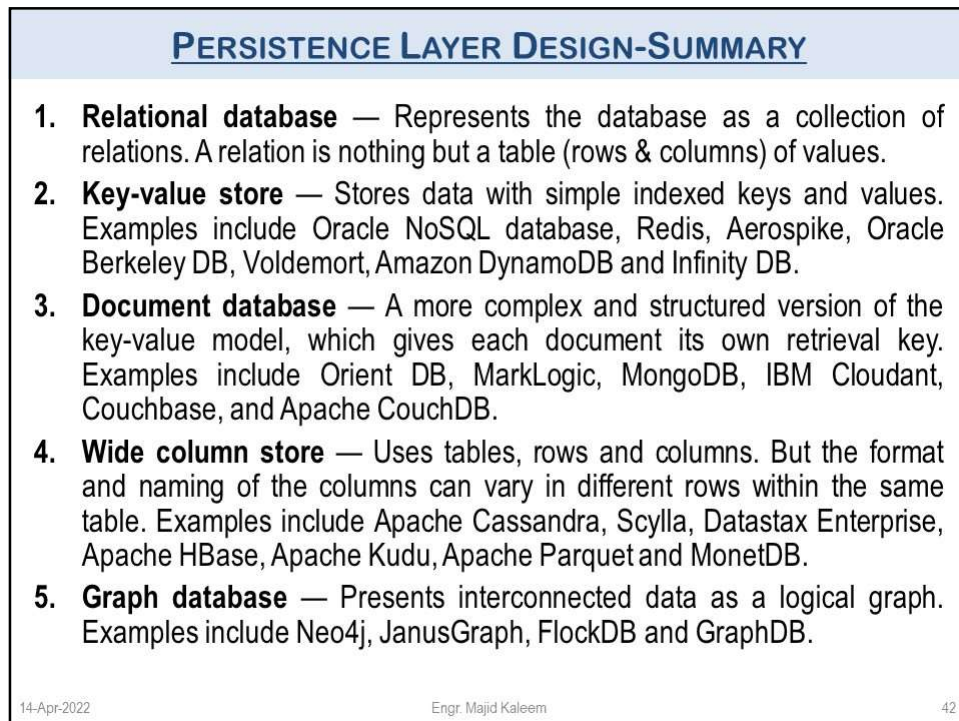 PERSISTENCE LAYER DESIGN-SUMMARY
1. Relational database — Represents the database as a collection of
relations. A relation is nothing but a table (rows & columns) of values.
2. Key-value store — Stores data with simple indexed keys and values.
Examples include Oracle NoSQL database, Redis, Aerospike, Oracle
Berkeley DB, Voldemort, Amazon DynamoDB and Infinity DB.
3. Document database — A more complex and structured version of the
key-value model, which gives each document its own retrieval key.
Examples include Orient DB, MarkLogic, MongoDB, IBM Cloudant,
Couchbase, and Apache CouchDB.
4. Wide column store — Uses tables, rows and columns. But the format
and naming of the columns can vary in different rows within the same
table. Examples include Apache Cassandra, Scylla, Datastax Enterprise,
Apache HBase, Apache Kudu, Apache Parquet and MonetDB.
5. Graph database — Presents interconnected data as a logical graph.
Examples include Neo4j, JanusGraph, FlockDB and GraphDB.
14-Apr-2022 Engr. Majid Kaleem 42